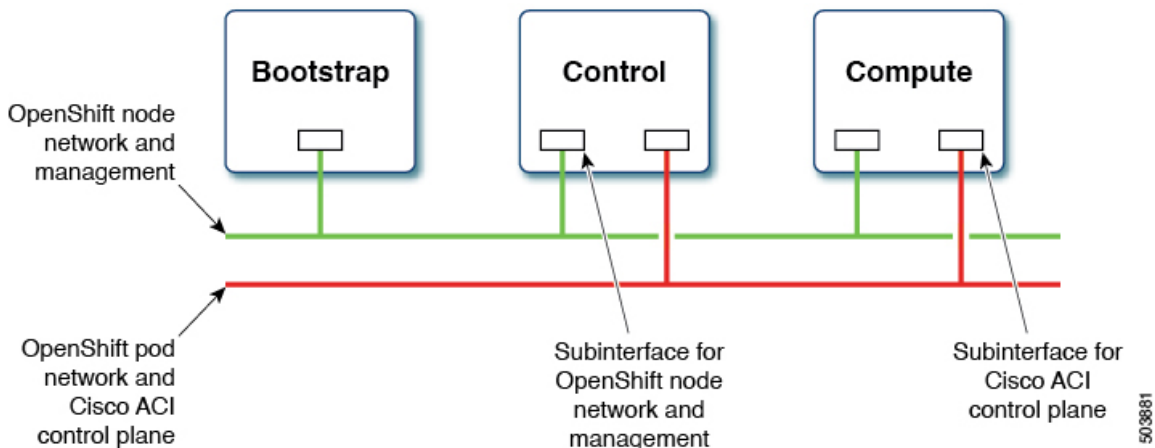 Bootstrap
Control
Compute
OpenShift node
network and
management
OpenShift pod
network and
Cisco ACI
control plane
Subinterface for
OpenShift node
network and
management
Subinterface for
Cisco ACI
control plane
503881